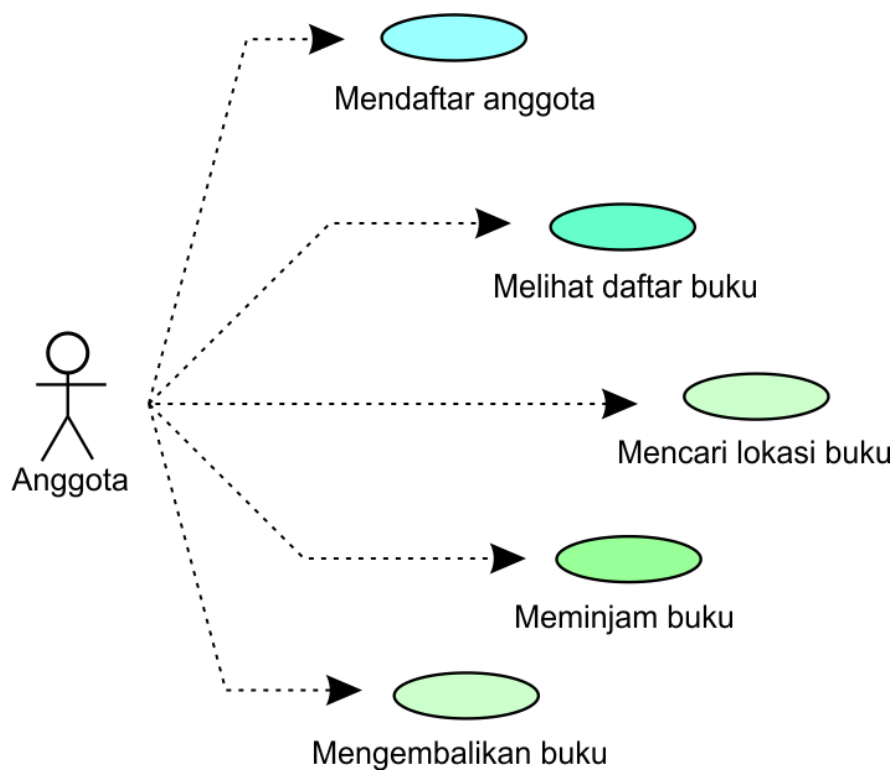 Mendaftar anggota
Melihat daftar buku
Mencari lokasi buku
Anggota
Meminjam buku
Mengembalikan buku